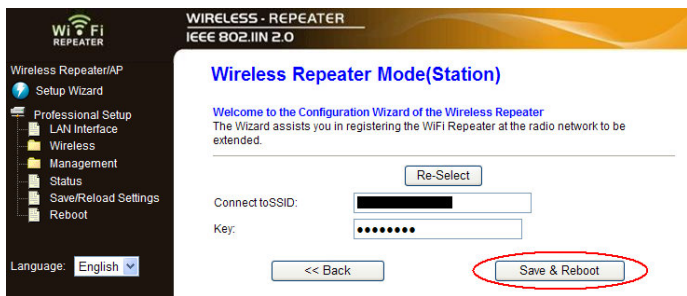 Wi Fi
REPEATER
WIRELESS - REPEATER
IEEE 802.11N 2.0
Wireless Repeater/AP
Setup Wizard
Professional Setup
LAN Interface
Wireless
Management
Status
Save/Reload Settings
Reboot
Language: English
Wireless Repeater Mode(Station)
Welcome to the Configuration Wizard of the Wireless Repeater
The Wizard assists you in registering the WiFi Repeater at the radio network to be
extended.
Re-Select
Connect toSSID:
Key: ●●●●●●●●
<< Back
Save & Reboot